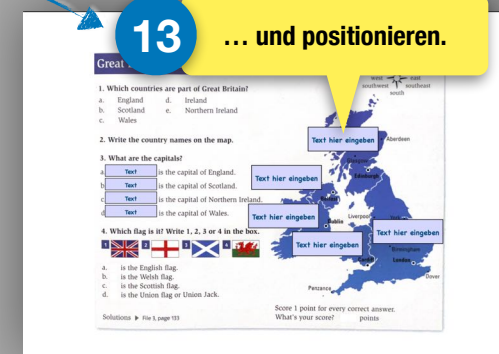 13
… und positionieren.
Great
west east
southwest southeast
south
1. Which countries are part of Great Britain?
a. England d. Ireland
b. Scotland e. Northern Ireland
c. Wales
2. Write the country names on the map.
3. What are the capitals?
a. Text is the capital of England.
b. Text is the capital of Scotland.
c. Text is the capital of Northern Ireland.
d. Text is the capital of Wales.
4. Which flag is it? Write 1, 2, 3 or 4 in the box.
1 2 3 4
a. is the English flag.
b. is the Welsh flag.
c. is the Scottish flag.
d. is the Union flag or Union Jack.
Solutions ▶ File 3, page 133
Text hier eingeben
Aberdeen
Glasgow
Edinburgh
Text hier eingeben
Belfast
Text hier eingeben
Dublin
Liverpool
Text hier eingeben
Text hier eingeben
Birmingham
Cardiff
London
Dover
Penzance
Score 1 point for every correct answer.
What's your score? points